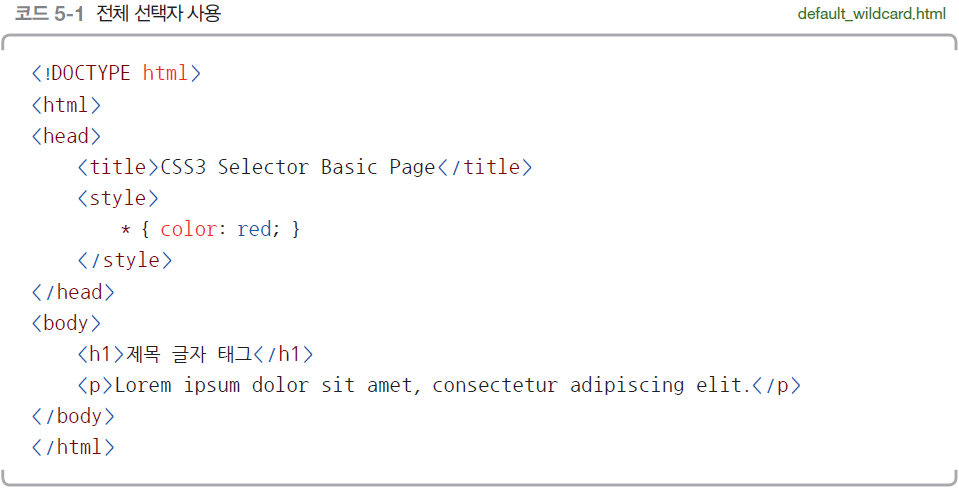 코드 5-1 전체 선택자 사용 default_wildcard.html
<!DOCTYPE html>
<html>
<head>
    <title>CSS3 Selector Basic Page</title>
    <style>
        * { color: red; }
    </style>
</head>
<body>
    <h1>제목 글자 태그</h1>
    <p>Lorem ipsum dolor sit amet, consectetur adipiscing elit.</p>
</body>
</html>